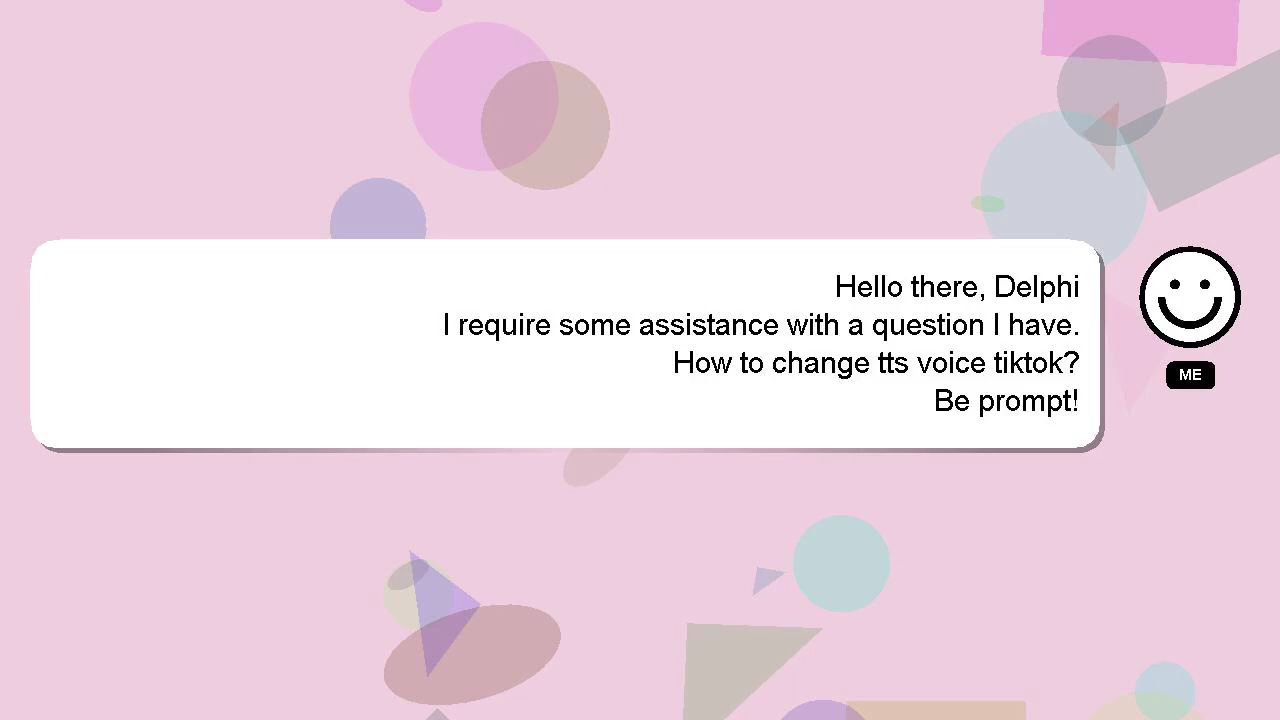 Hello there, Delphi
I require some assistance with a question I have.
How to change tts voice tiktok?
Be prompt!
ME